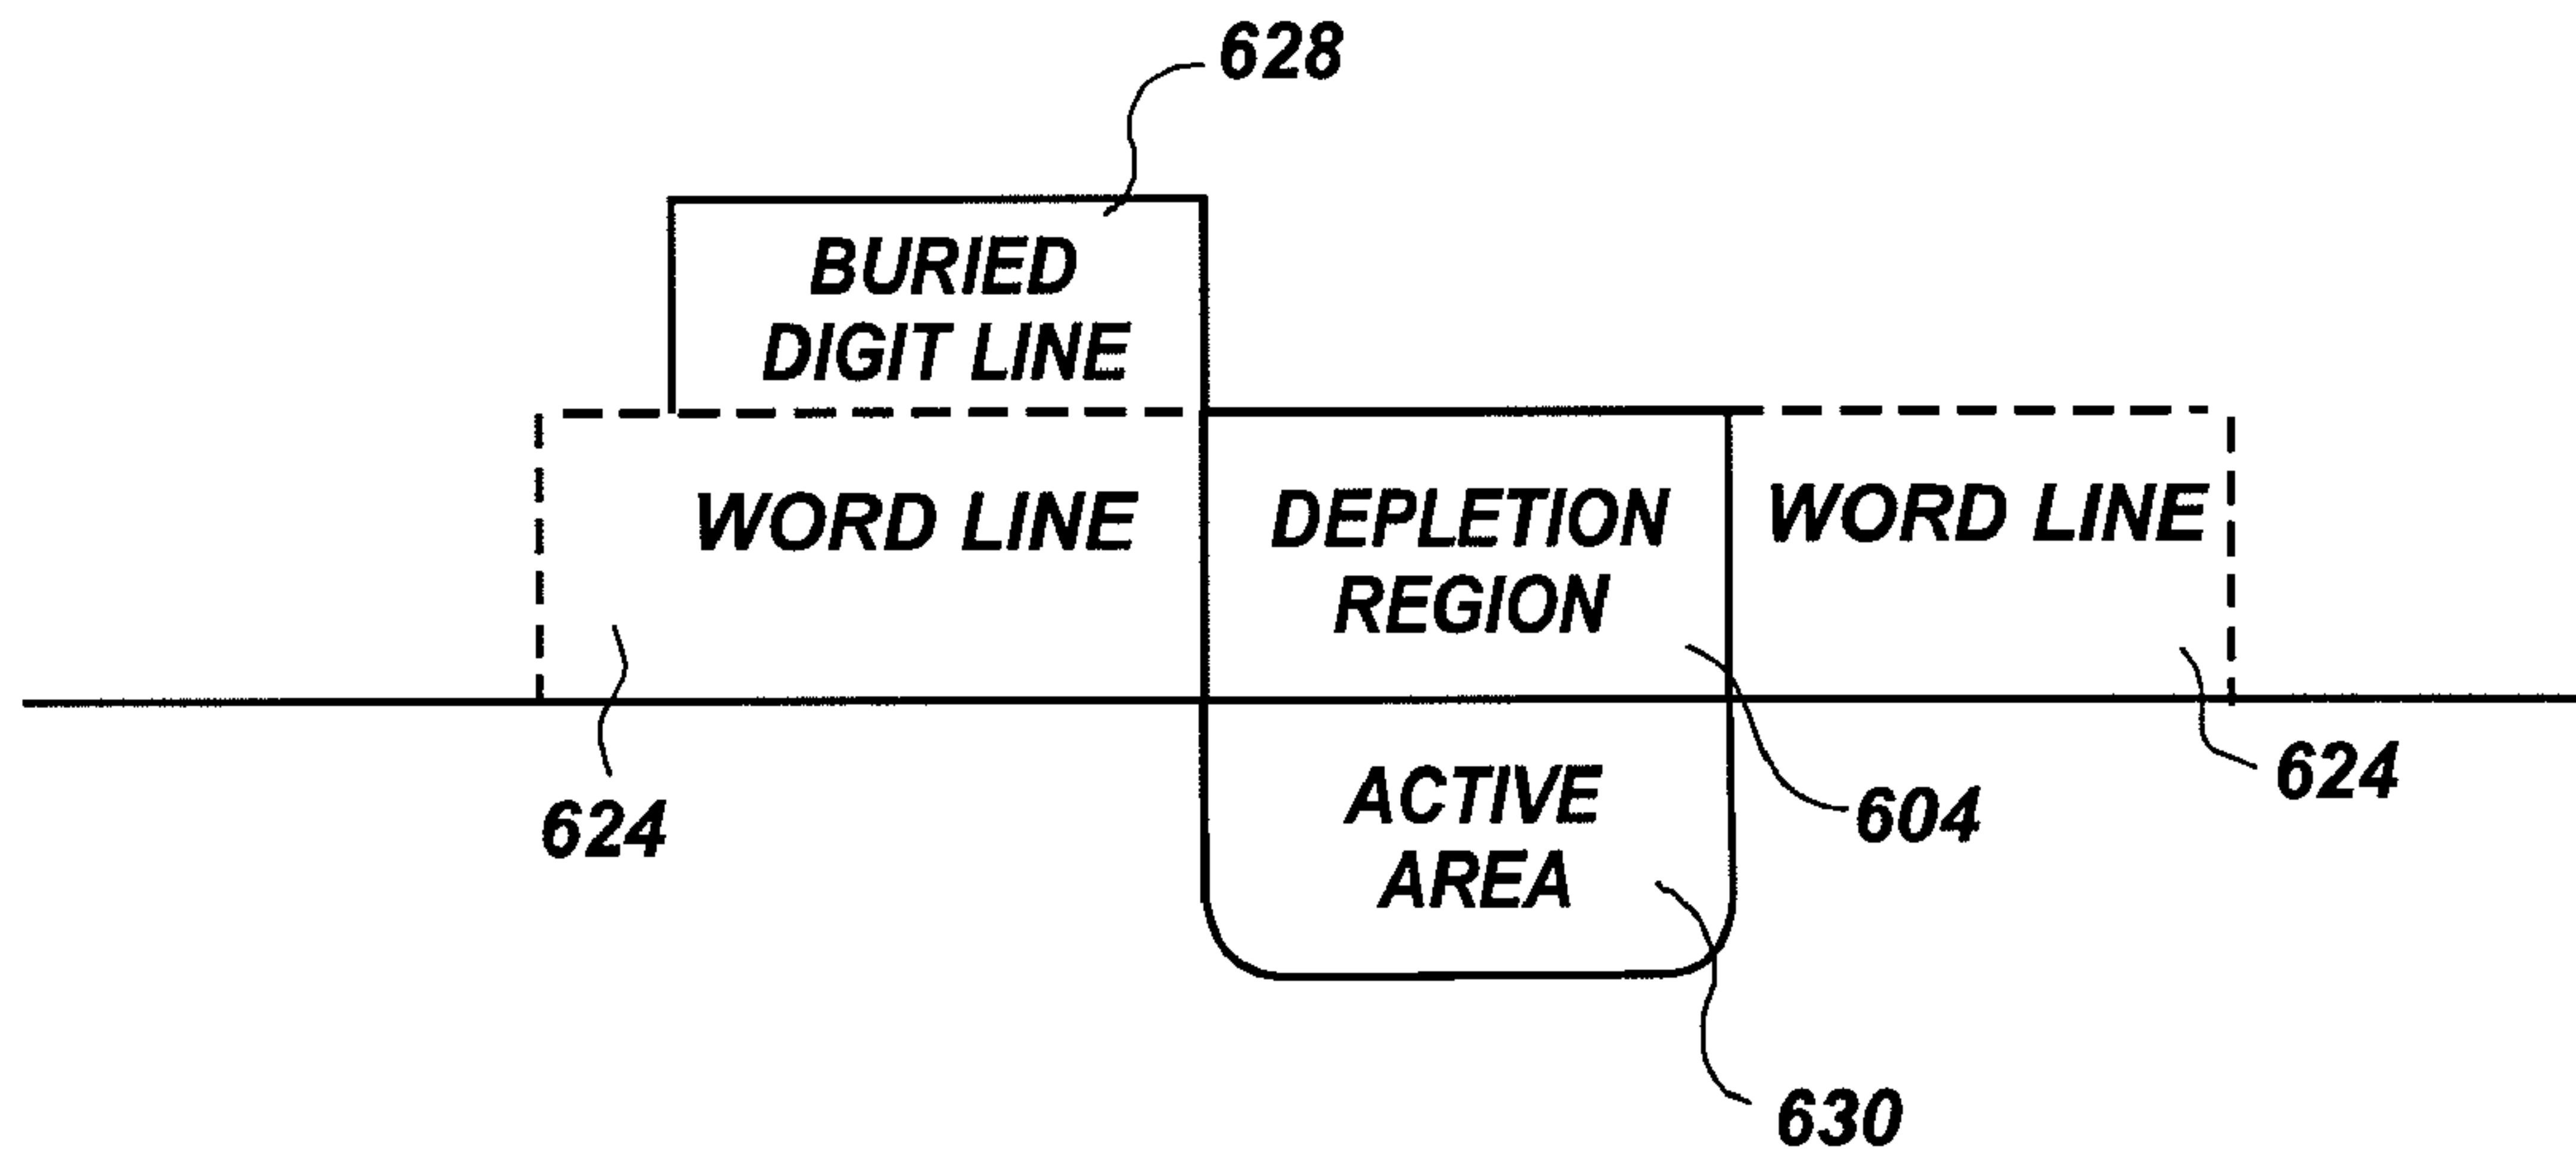 628
BURIED
DIGIT LINE
WORD LINE
DEPLETION
REGION
WORD LINE
624
ACTIVE
AREA
604
624
630